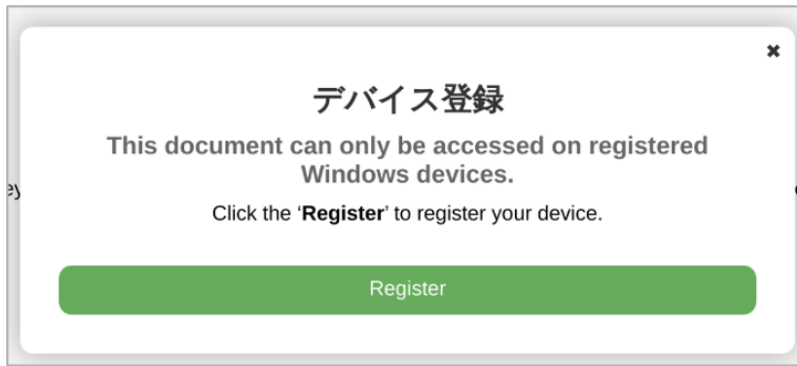 ✖
デバイス登録
This document can only be accessed on registered
Windows devices.
ey
Click the ‘Register’ to register your device.
Register